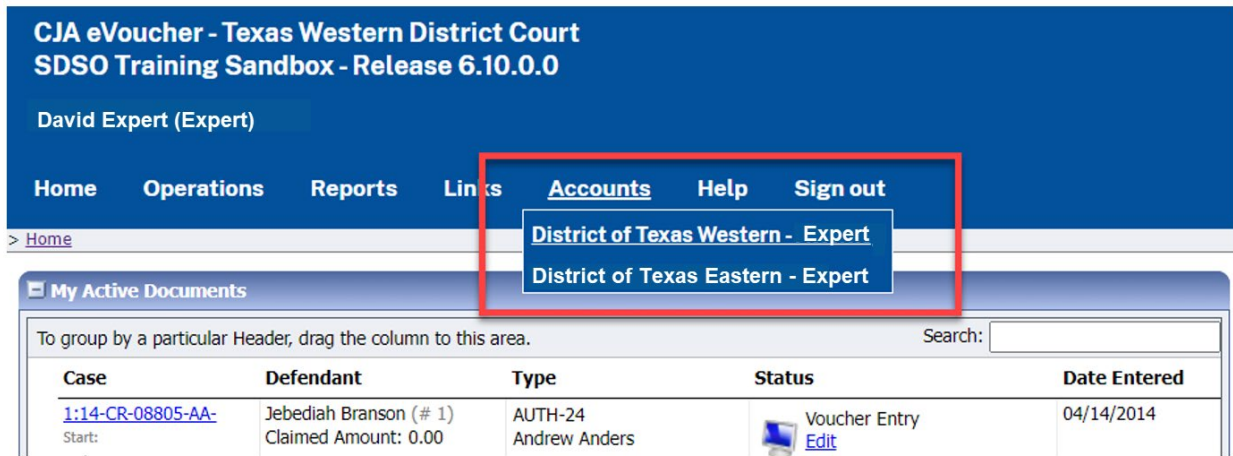 CJA eVoucher - Texas Western District Court
SDSO Training Sandbox - Release 6.10.0.0
David Expert (Expert)
Home Operations Reports Links Accounts Help Sign out
> Home
District of Texas Western - Expert
District of Texas Eastern - Expert
My Active Documents
To group by a particular Header, drag the column to this area. Search:
Case Defendant Type Status Date Entered
1:14-CR-08805-AA- Jebediah Branson (# 1) AUTH-24 Voucher Entry 04/14/2014
Start: Claimed Amount: 0.00 Andrew Anders Edit